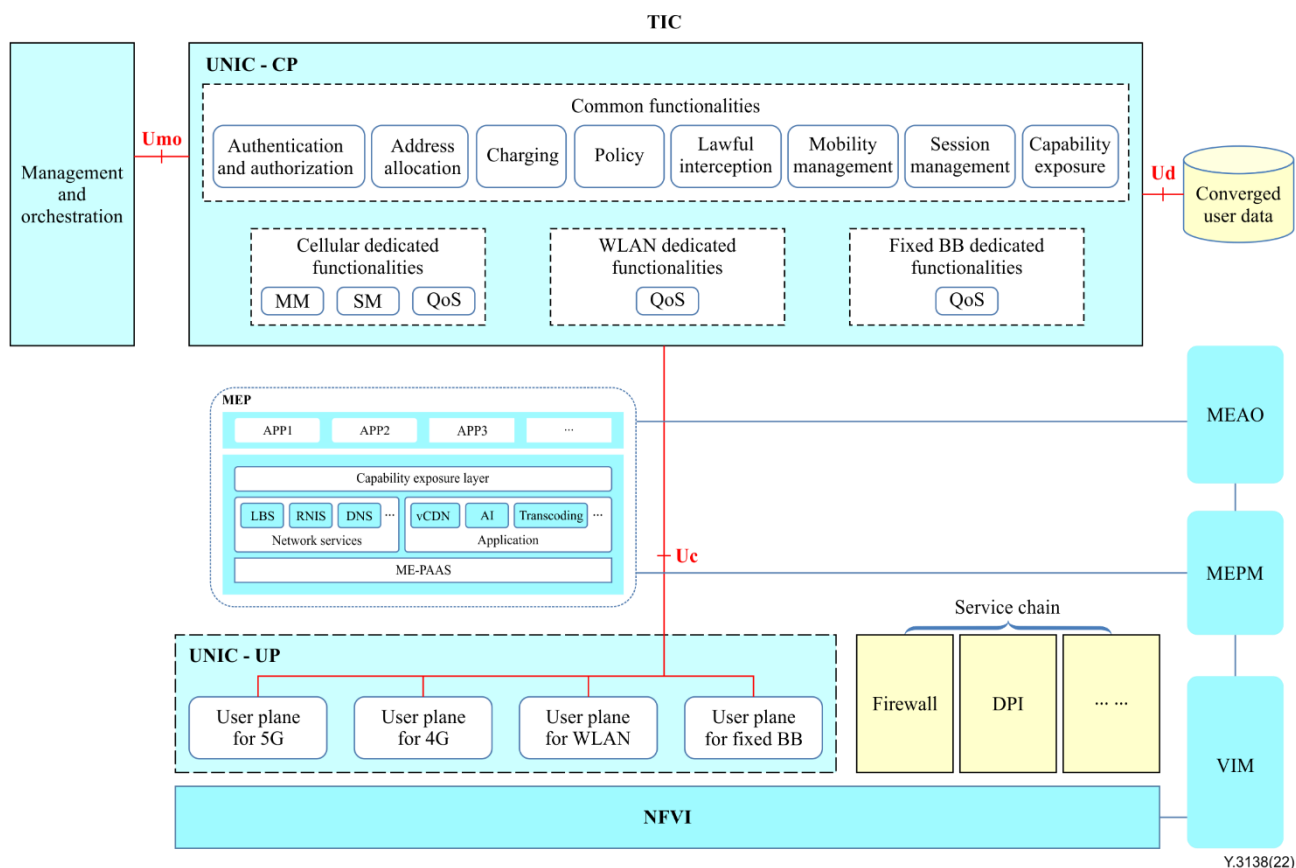 TIC
UNIC - CP
Common functionalities
Authentication
and authorization
Address
allocation
Charging
Policy
Lawful
interception
Mobility
management
Session
management
Capability
exposure
Umo
Management
and
orchestration
Ud
Converged
user data
Cellular dedicated
functionalities
MM
SM
QoS
WLAN dedicated
functionalities
QoS
Fixed BB dedicated
functionalities
QoS
MEP
APP1
APP2
APP3
...
Capability exposure layer
LBS
RNIS
DNS
...
Network services
vCDN
AI
Transcoding
...
Application
ME-PAAS
Uc
MEAO
MEPM
VIM
Service chain
Firewall
DPI
... ...
UNIC - UP
User plane
for 5G
User plane
for 4G
User plane
for WLAN
User plane
for fixed BB
NFVI
Y.3138(22)